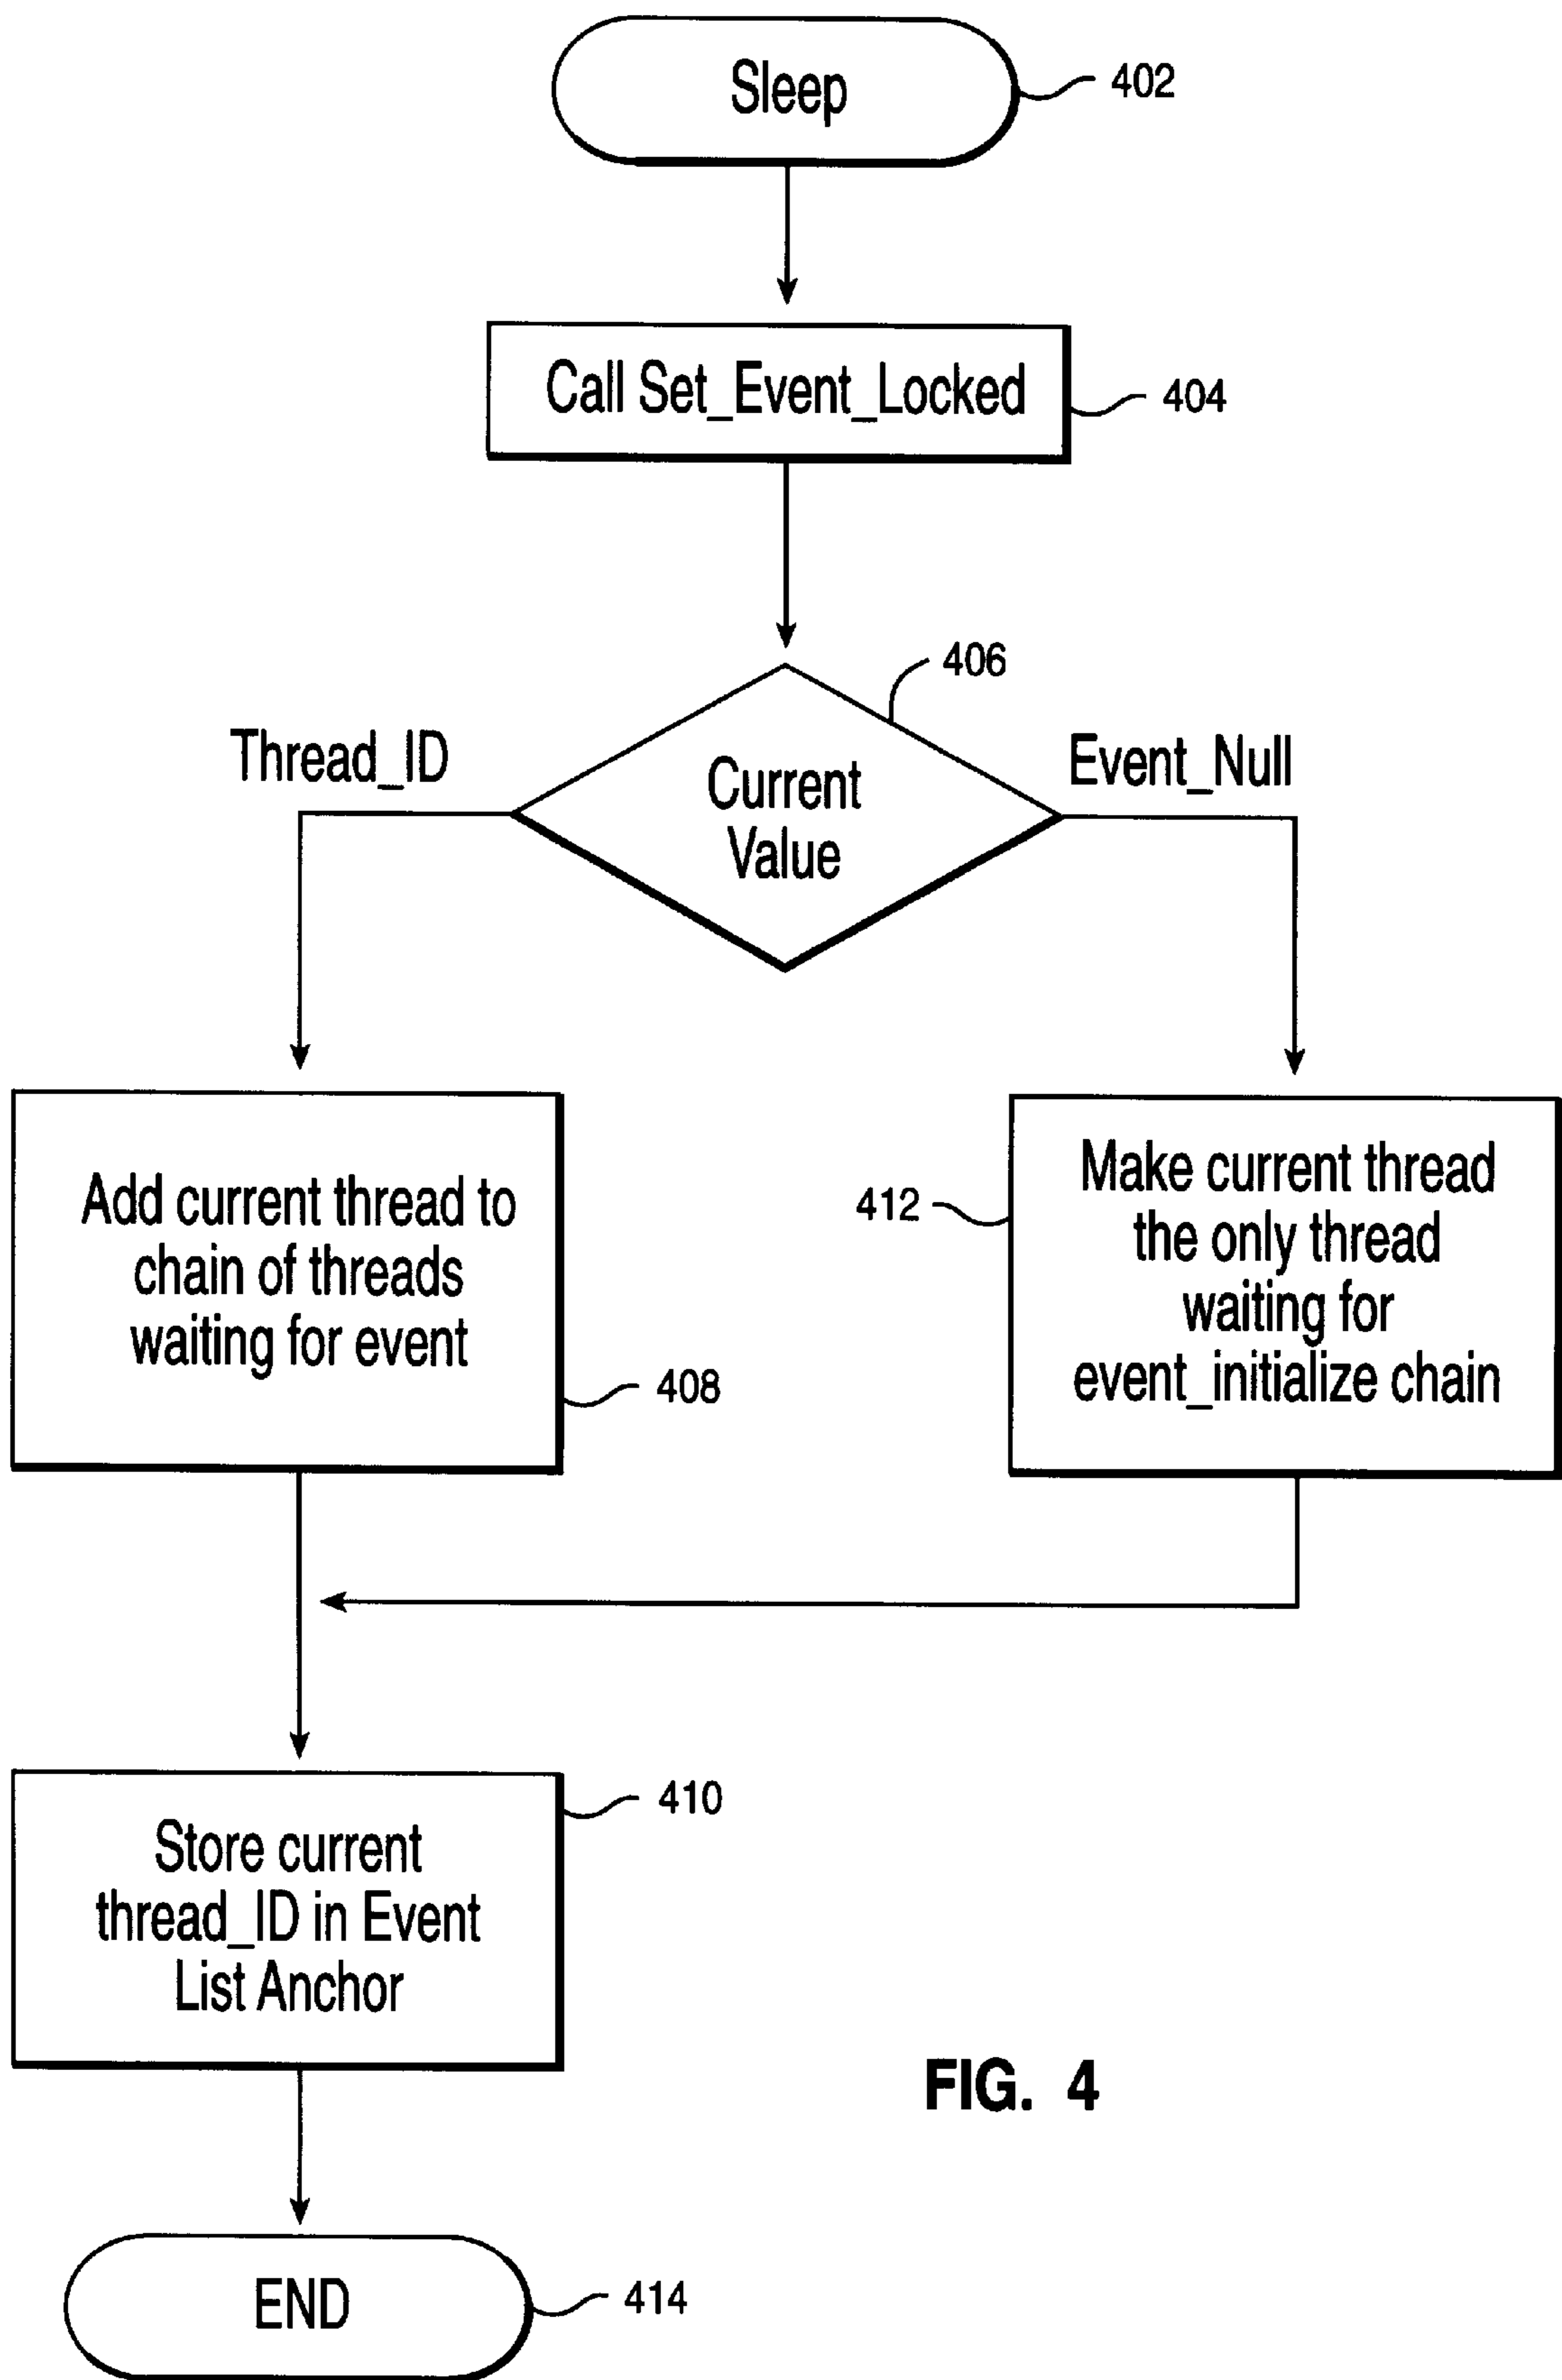 Sleep
402
Call Set_Event_Locked
404
406
Thread_ID
Event_Null
Current
Value
Add current thread to
chain of threads
waiting for event
408
Make current thread
the only thread
waiting for
event_initialize chain
412
Store current
thread_ID in Event
List Anchor
410
FIG. 4
END
414